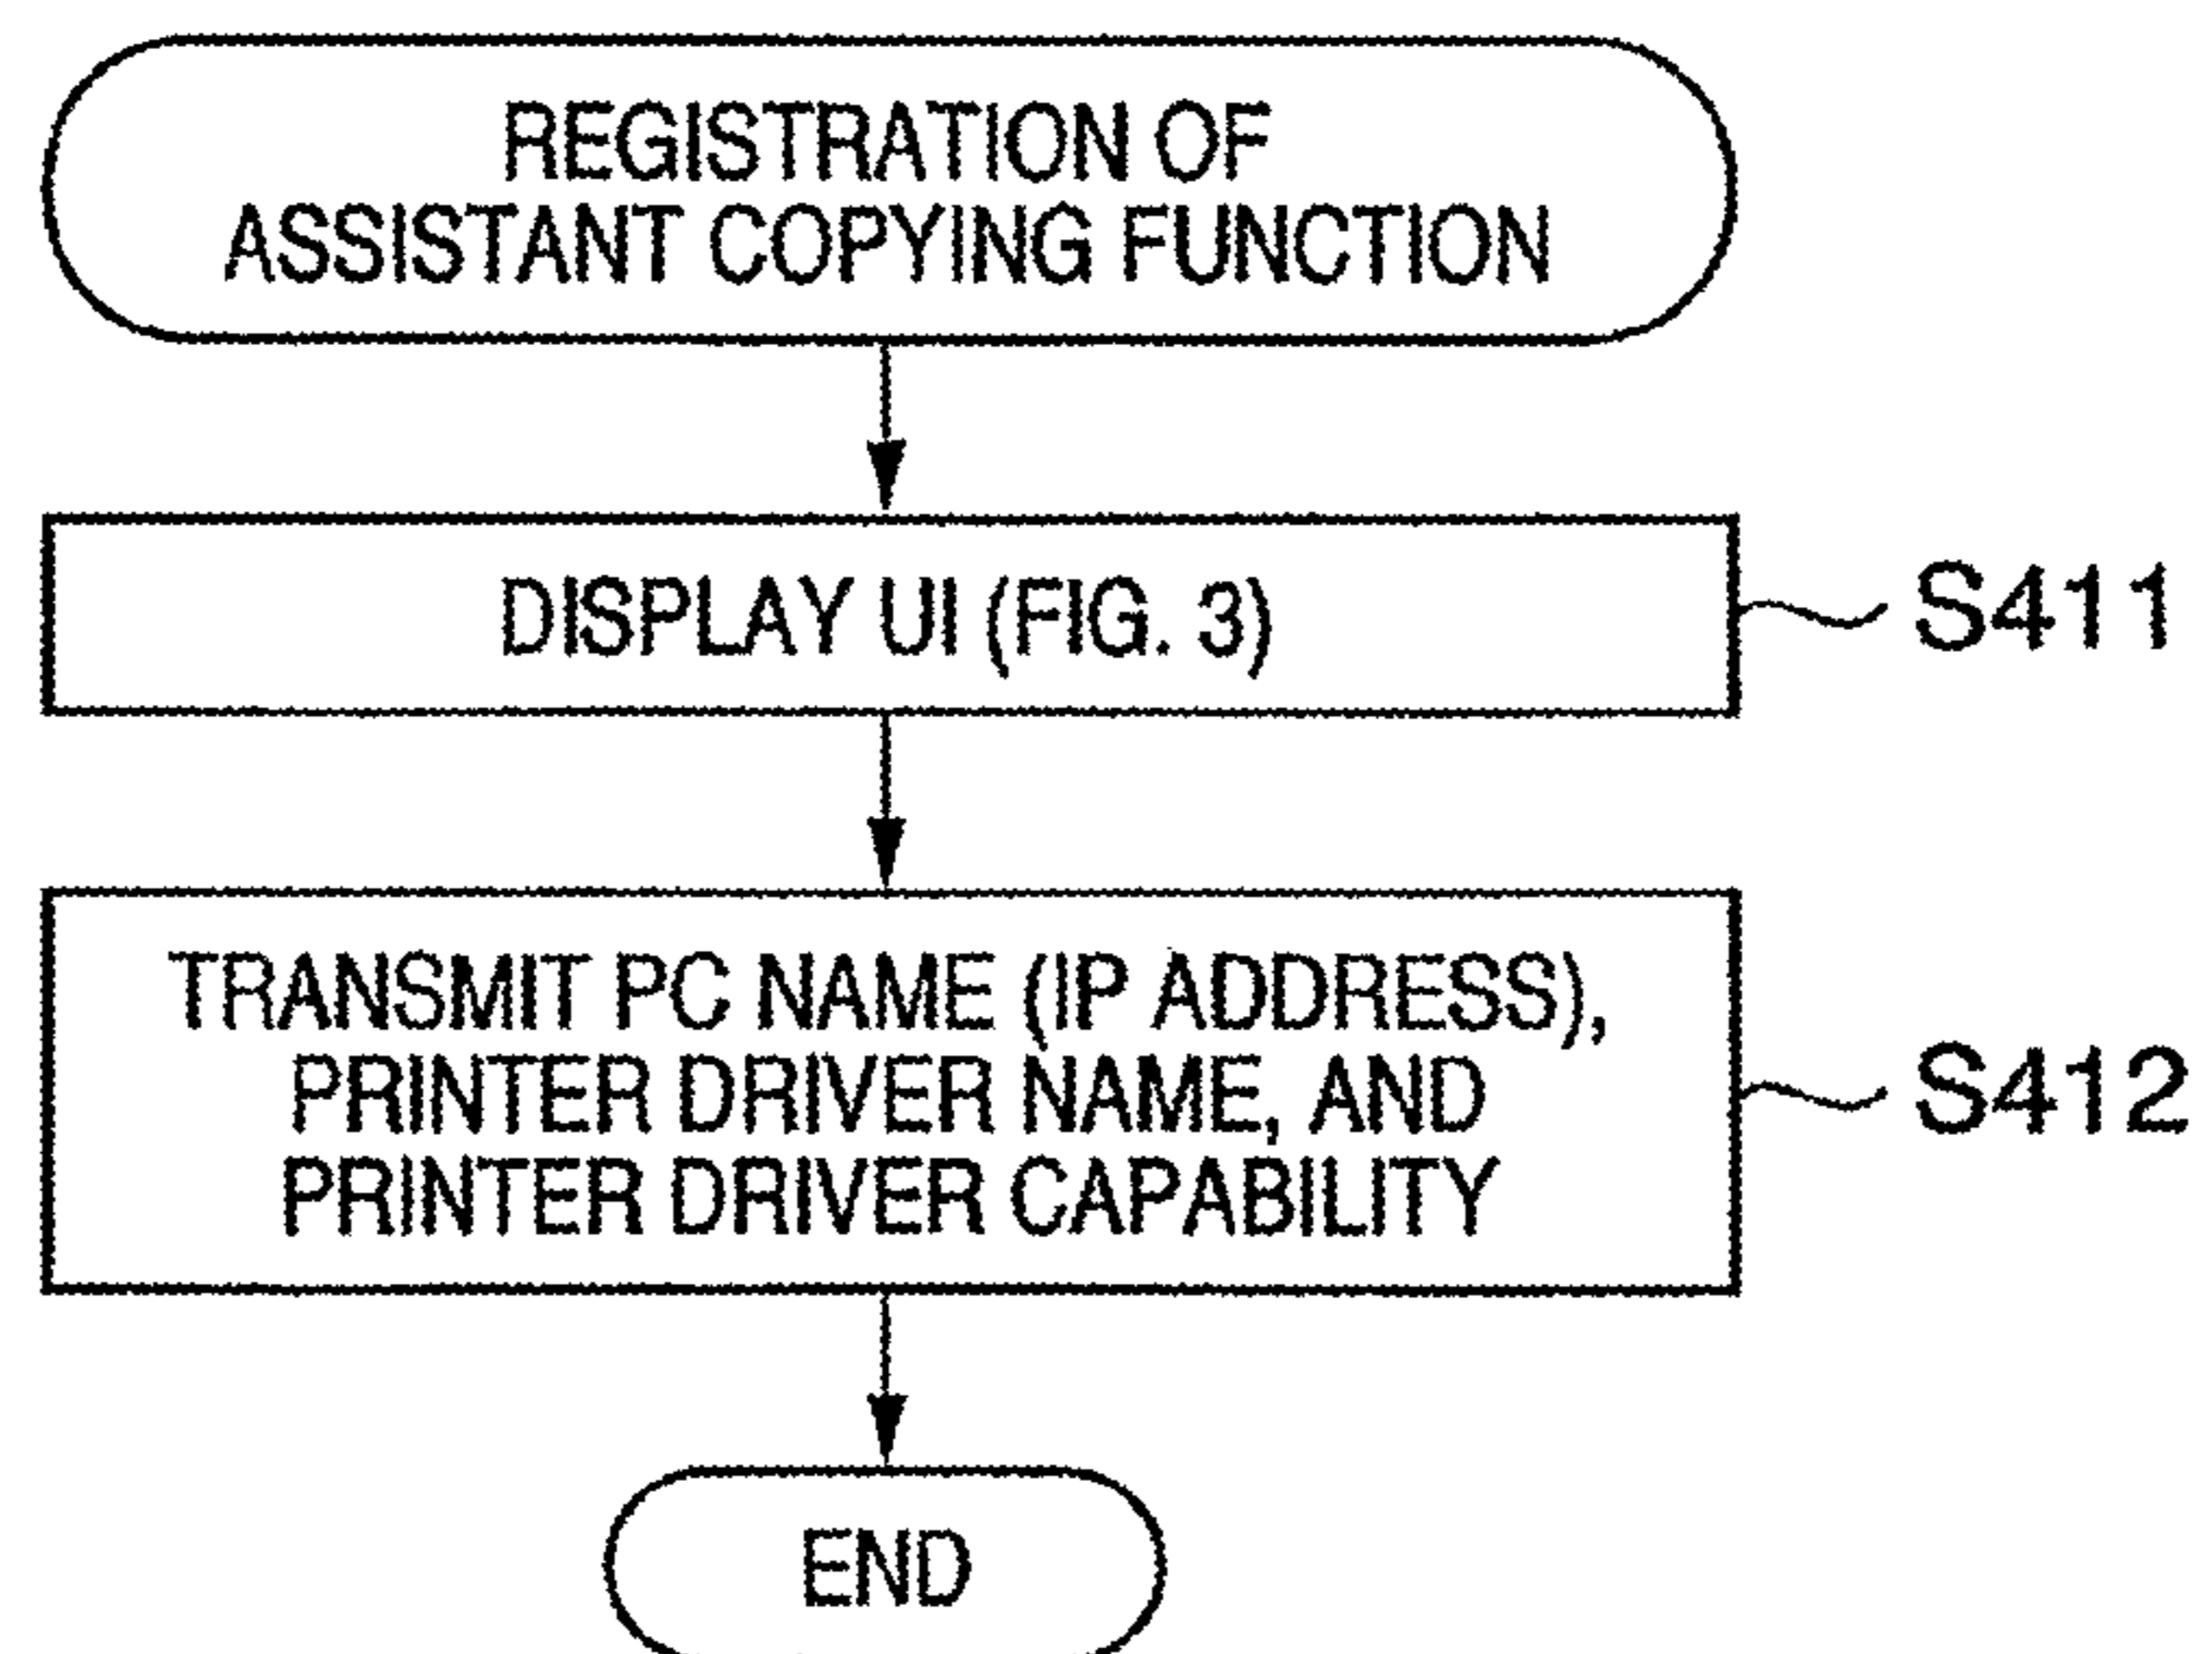 REGISTRATION OF
ASSISTANT COPYING FUNCTION
DISPLAY UI (FIG. 3)
S411
TRANSMIT PC NAME (IP ADDRESS),
PRINTER DRIVER NAME, AND
PRINTER DRIVER CAPABILITY
S412
END